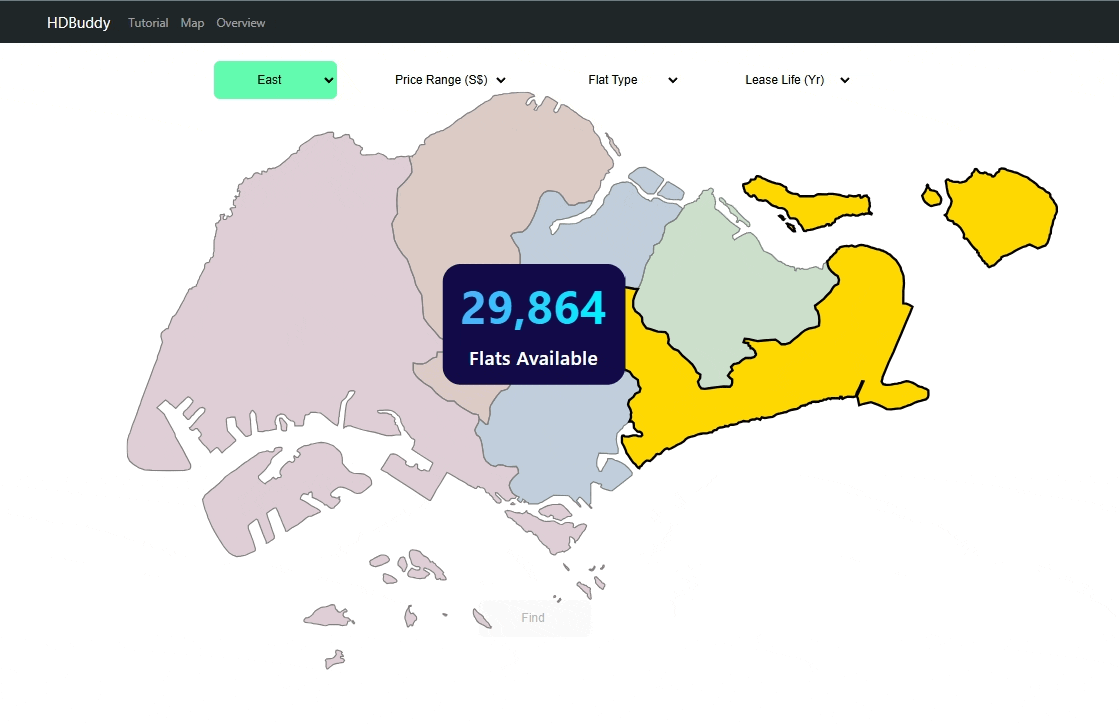 HDBuddy Tutorial Map Overview
East Price Range (S$) Flat Type Lease Life (Yr)
29,864
Flats Available
Find